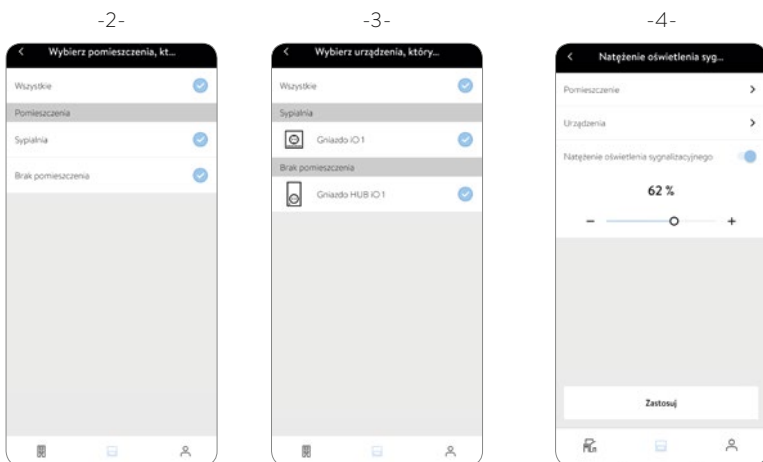 -2-
Wybierz pomieszczenia, kt...
Wszystkie
Pomieszczenia
Sypialnia
Brak pomieszczenia
-3-
Wybierz urządzenia, który...
Wszystkie
Sypialnia
Gniazdo iO 1
Brak pomieszczenia
Gniazdo HUB iO 1
-4-
Natężenie oświetlenia syg...
Pomieszczenie
Urządzenia
Natężenie oświetlenia sygnalizacyjnego
62 %
- +
Zastosuj